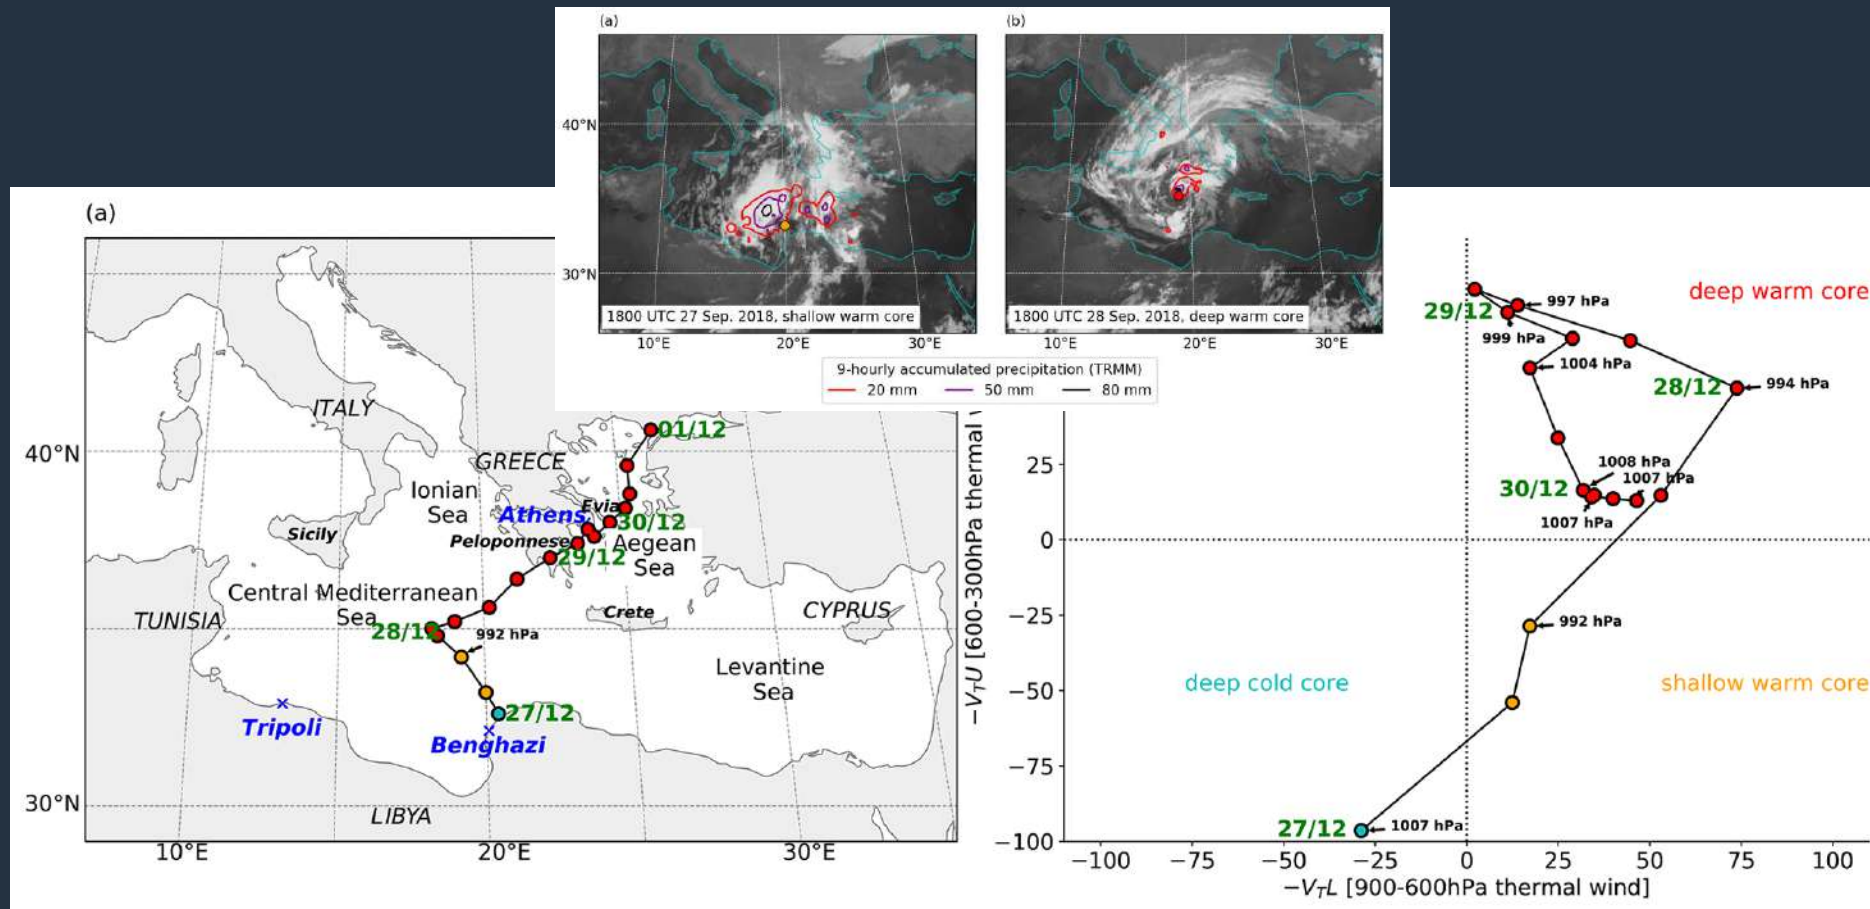 (a)
(b)
40°N
30°N
1800 UTC 27 Sep. 2018, shallow warm core
1800 UTC 28 Sep. 2018, deep warm core
10°E
20°E
30°E
10°E
20°E
30°E
9-hourly accumulated precipitation (TRMM)
20 mm
50 mm
80 mm
(a)
40°N
30°N
10°E
20°E
30°E
ITALY
GREECE
01/12
Ionian
Sea
Athens
Evia
30/12
Sicily
Peloponnese
29/12
Aegean
Sea
Central Mediterranean
Sea
TUNISIA
28/12
992 hPa
Crete
CYPRUS
Levantine
Sea
27/12
Tripoli
Benghazi
LIBYA
deep warm core
29/12
997 hPa
999 hPa
1004 hPa
28/12
994 hPa
1008 hPa
1007 hPa
30/12
1007 hPa
992 hPa
deep cold core
shallow warm core
27/12
1007 hPa
25
0
−25
−50
−75
−100
−100
−75
−50
−25
0
25
50
75
100
−VTU [600-300hPa thermal
−VTL [900-600hPa thermal wind]